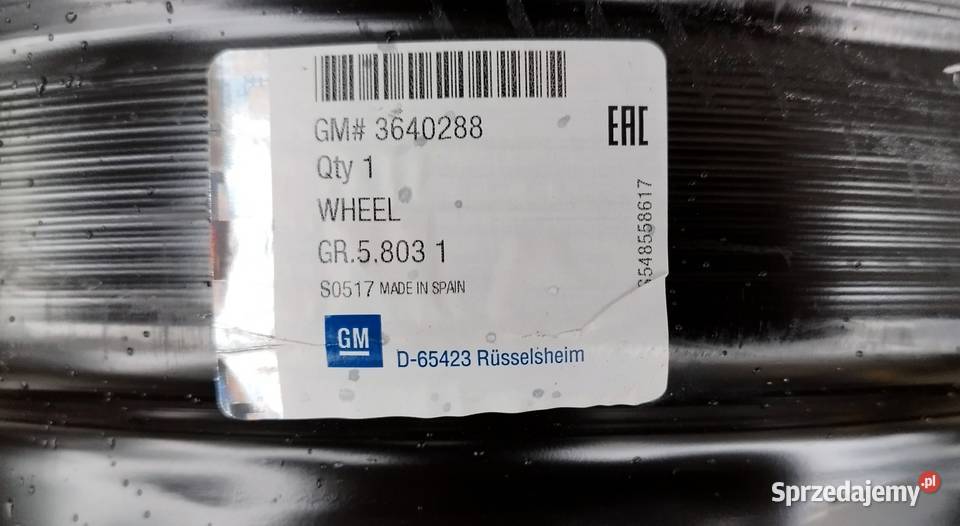 GM# 3640288
EAC
Qty 1
WHEEL
GR.5.803 1
S0517 MADE IN SPAIN
GM
D-65423 Rüsselsheim
Sprzedajemy.pl